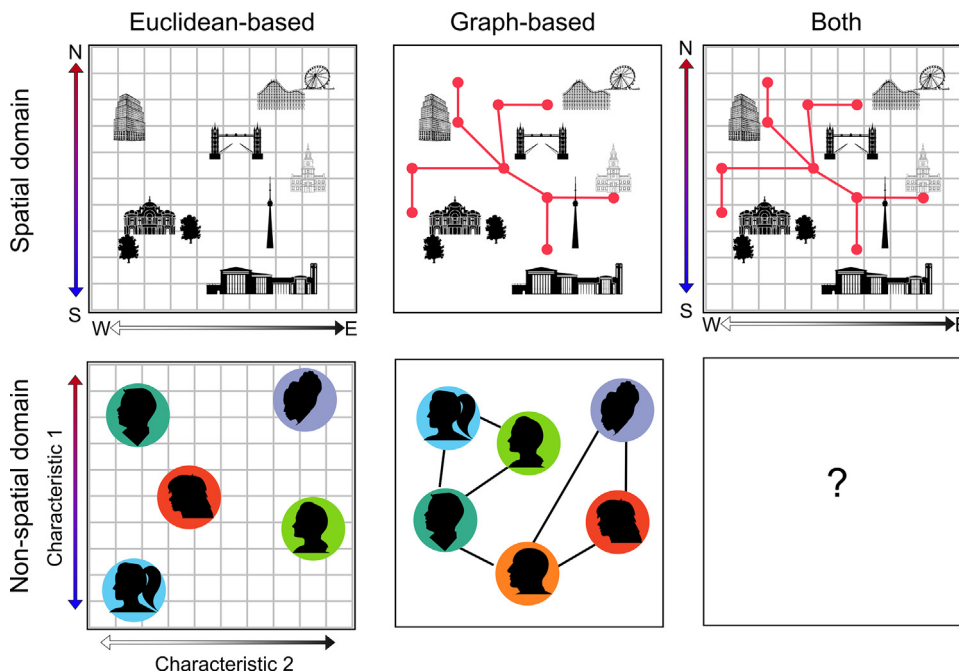 Euclidean-based
Graph-based
Both
Spatial domain
N
S
W
E
N
S
W
E
Non-spatial domain
Characteristic 1
Characteristic 2
?